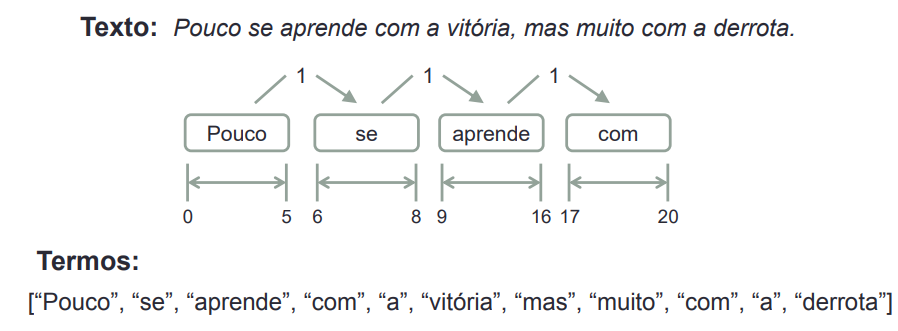 Texto: Pouco se aprende com a vitória, mas muito com a derrota.
1 1 1
Pouco se aprende com
0 5 6 8 9 16 17 20
Termos:
[“Pouco”, “se”, “aprende”, “com”, “a”, “vitória”, “mas”, “muito”, “com”, “a”, “derrota”]